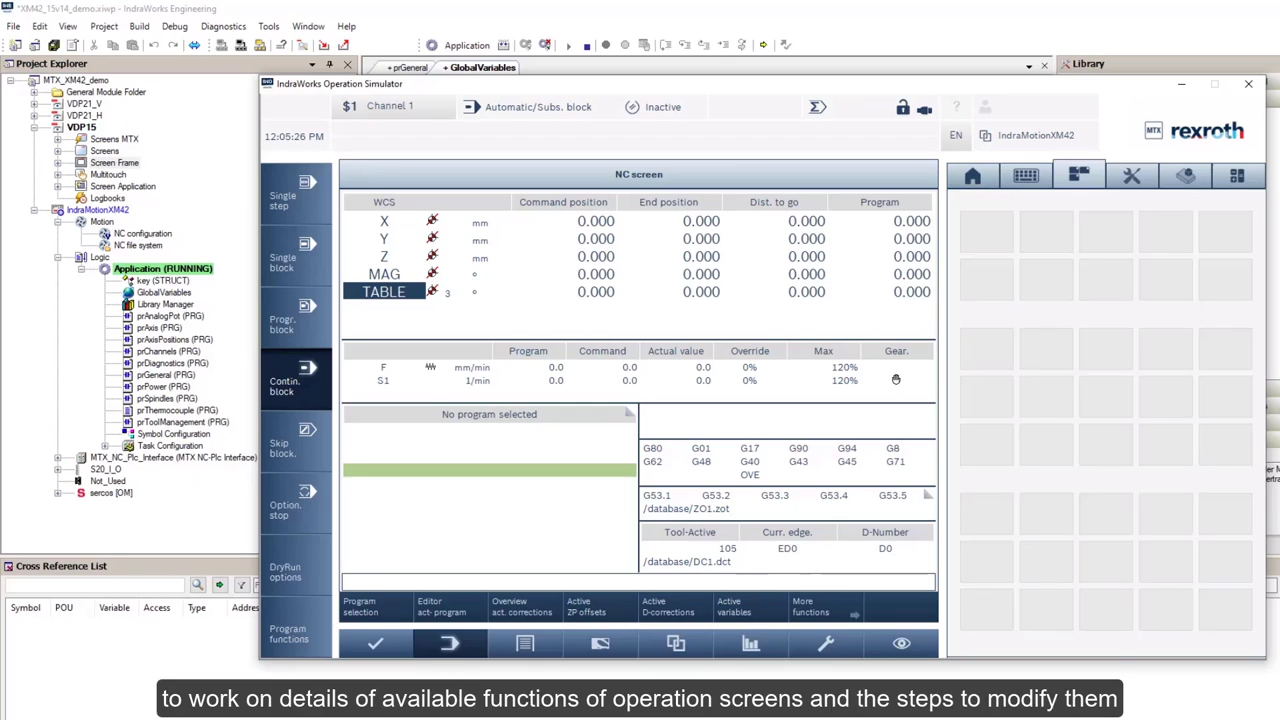 *XM42_15v14_demo.xiwp - IndraWorks Engineering
File Edit View Project Build Debug Diagnostics Tools Window Help
Application
Project Explorer
prGeneral GlobalVariables
Library
MTX_XM42_demo
General Module Folder
VDP21_V
VDP21_H
VDP15
Screens MTX
Screens
Screen Frame
Multitouch
Screen Application
Logbooks
IndraMotionXM42
Motion
NC configuration
NC file system
Logic
Application (RUNNING)
key (STRUCT)
GlobalVariables
Library Manager
prAnalogPot (PRG)
prAxis (PRG)
prAxisPositions (PRG)
prChannels (PRG)
prDiagnostics (PRG)
prGeneral (PRG)
prPower (PRG)
prSpindles (PRG)
prThermocouple (PRG)
prToolManagement (PRG)
Symbol Configuration
Task Configuration
MTX_NC_Plc_Interface (MTX NC-Plc Interface)
S20_I_O
Not_Used
sercos [OM]
Cross Reference List
Symbol POU Variable Access Type
IndraWorks Operation Simulator
$1 Channel 1 Automatic/Subs. block Inactive
12:05:26 PM
EN IndraMotionXM42
MTX rexroth
NC screen
Single step
Single block
Progr. block
Contin. block
Skip block.
Option. stop
DryRun options
Program functions
WCS Command position End position Dist. to go Program
X mm 0.000 0.000 0.000 0.000
Y mm 0.000 0.000 0.000 0.000
Z mm 0.000 0.000 0.000 0.000
MAG ° 0.000 0.000 0.000 0.000
TABLE 3 ° 0.000 0.000 0.000 0.000
Program Command Actual value Override Max Gear.
F mm/min 0.0 0.0 0.0 0% 120%
S1 1/min 0.0 0.0 0.0 0% 120%
No program selected
G80 G01 G17 G90 G94 G8
G62 G48 G40 G43 G45 G71
OVE
G53.1 G53.2 G53.3 G53.4 G53.5
/database/ZO1.zot
Tool-Active Curr. edge. D-Number
105 ED0 D0
/database/DC1.dct
Program selection
Editor act- program
Overview act. corrections
Active ZP offsets
Active D-corrections
Active variables
More functions
to work on details of available functions of operation screens and the steps to modify them